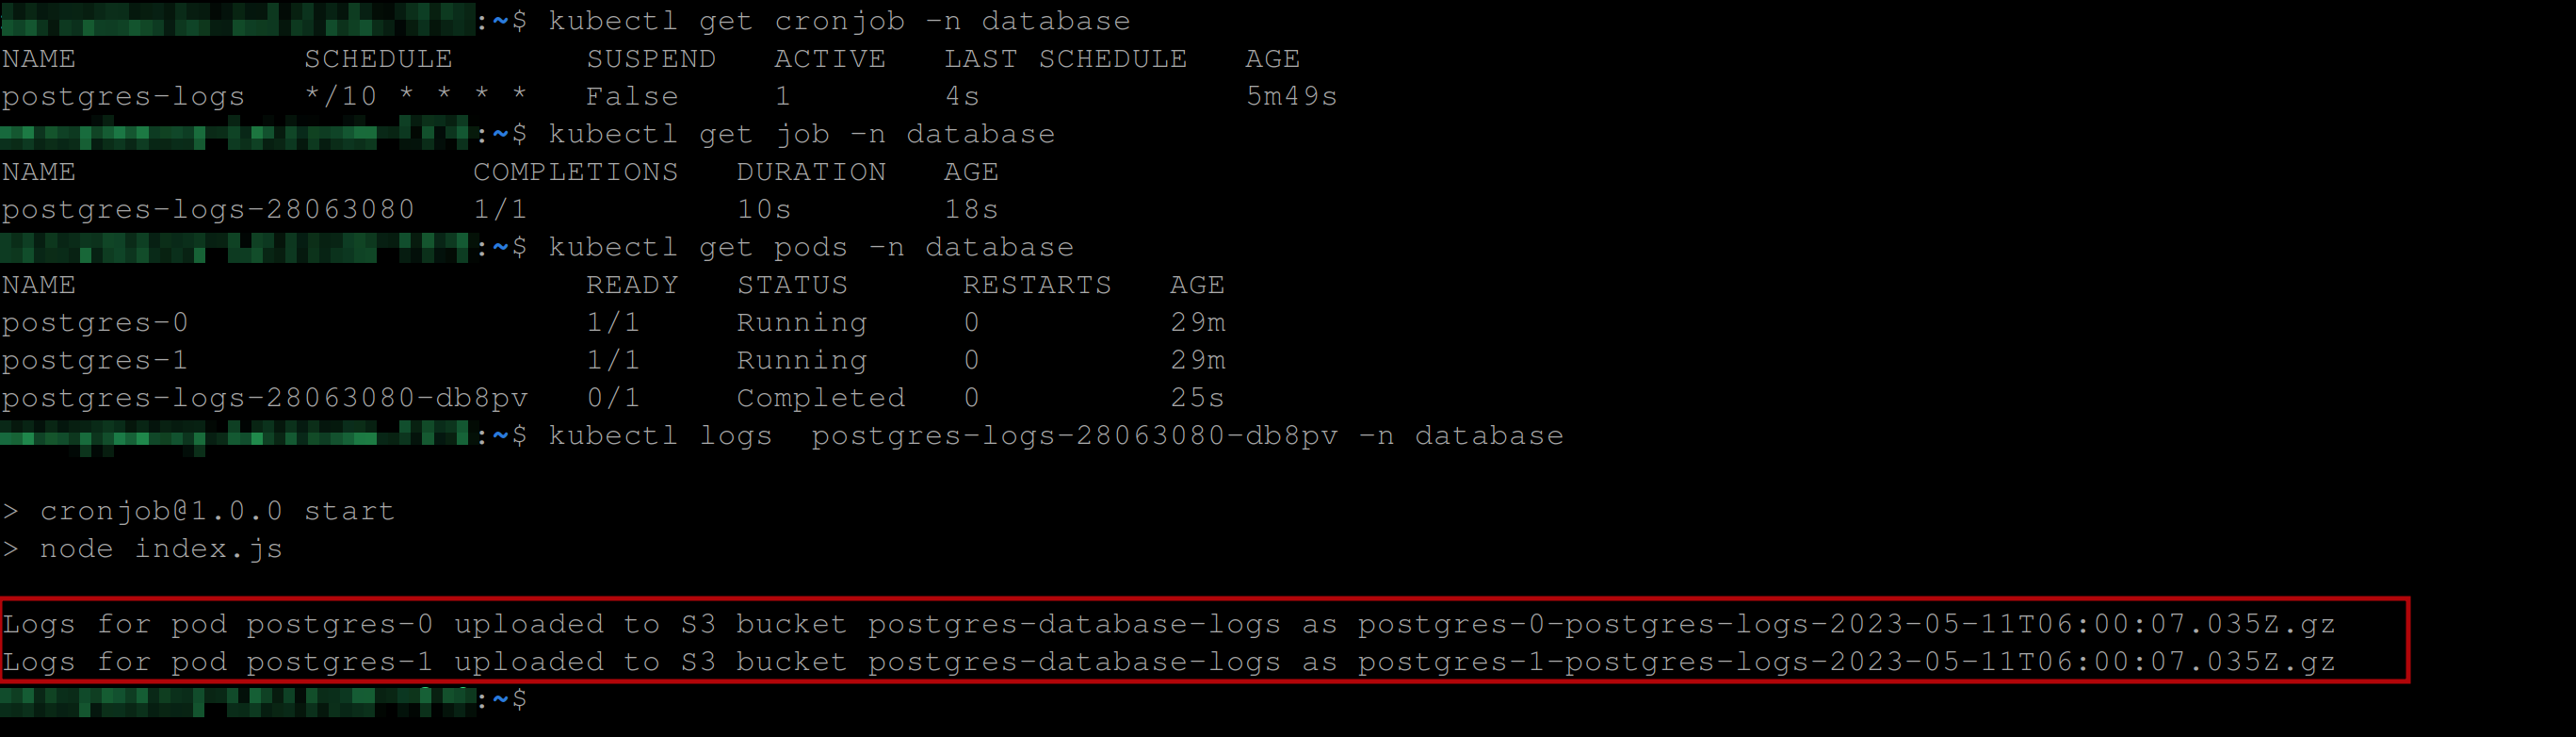 :~$ kubectl get cronjob -n database
NAME            SCHEDULE       SUSPEND   ACTIVE   LAST SCHEDULE   AGE
postgres-logs   */10 * * * *   False     1        4s              5m49s
:~$ kubectl get job -n database
NAME                     COMPLETIONS   DURATION   AGE
postgres-logs-28063080   1/1           10s        18s
:~$ kubectl get pods -n database
NAME                           READY   STATUS      RESTARTS   AGE
postgres-0                     1/1     Running     0          29m
postgres-1                     1/1     Running     0          29m
postgres-logs-28063080-db8pv   0/1     Completed   0          25s
:~$ kubectl logs  postgres-logs-28063080-db8pv -n database
> cronjob@1.0.0 start
> node index.js
Logs for pod postgres-0 uploaded to S3 bucket postgres-database-logs as postgres-0-postgres-logs-2023-05-11T06:00:07.035Z.gz
Logs for pod postgres-1 uploaded to S3 bucket postgres-database-logs as postgres-1-postgres-logs-2023-05-11T06:00:07.035Z.gz
:~$